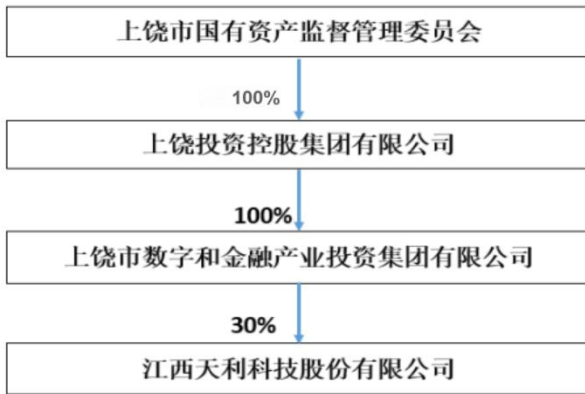 上饶市国有资产监督管理委员会
100%
上饶投资控股集团有限公司
100%
上饶市数字和金融产业投资集团有限公司
30%
江西天利科技股份有限公司